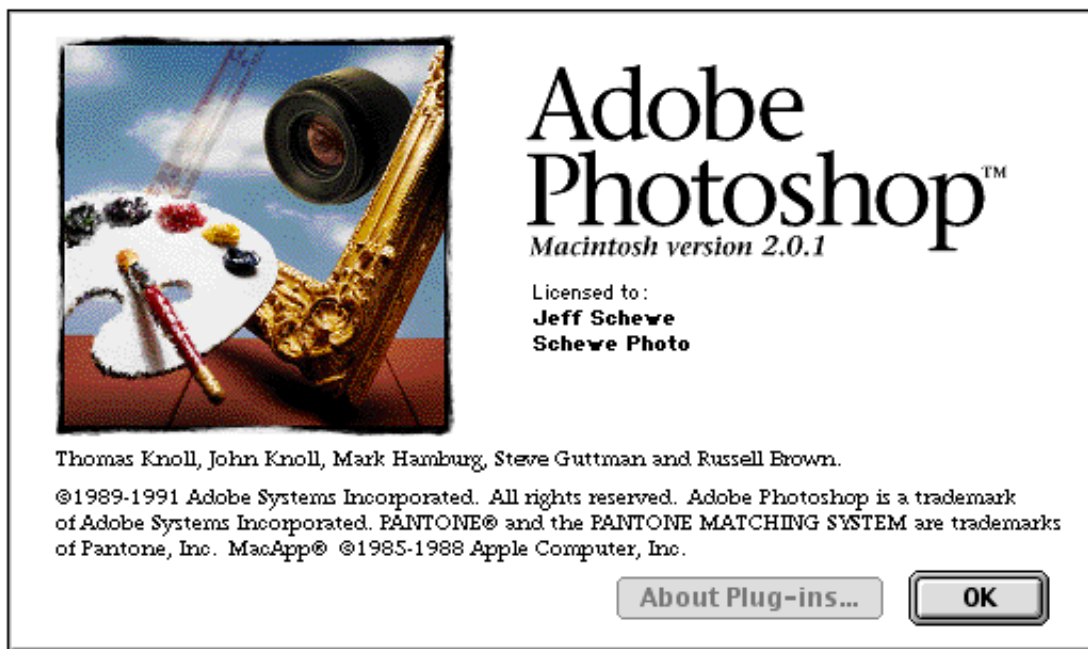 Adobe
Photoshop™
Macintosh version 2.0.1
Licensed to:
Jeff Schewe
Schewe Photo
Thomas Knoll, John Knoll, Mark Hamburg, Steve Guttman and Russell Brown.
©1989-1991 Adobe Systems Incorporated. All rights reserved. Adobe Photoshop is a trademark
of Adobe Systems Incorporated. PANTONE® and the PANTONE MATCHING SYSTEM are trademarks
of Pantone, Inc. MacApp® ©1985-1988 Apple Computer, Inc.
About Plug-ins...
OK